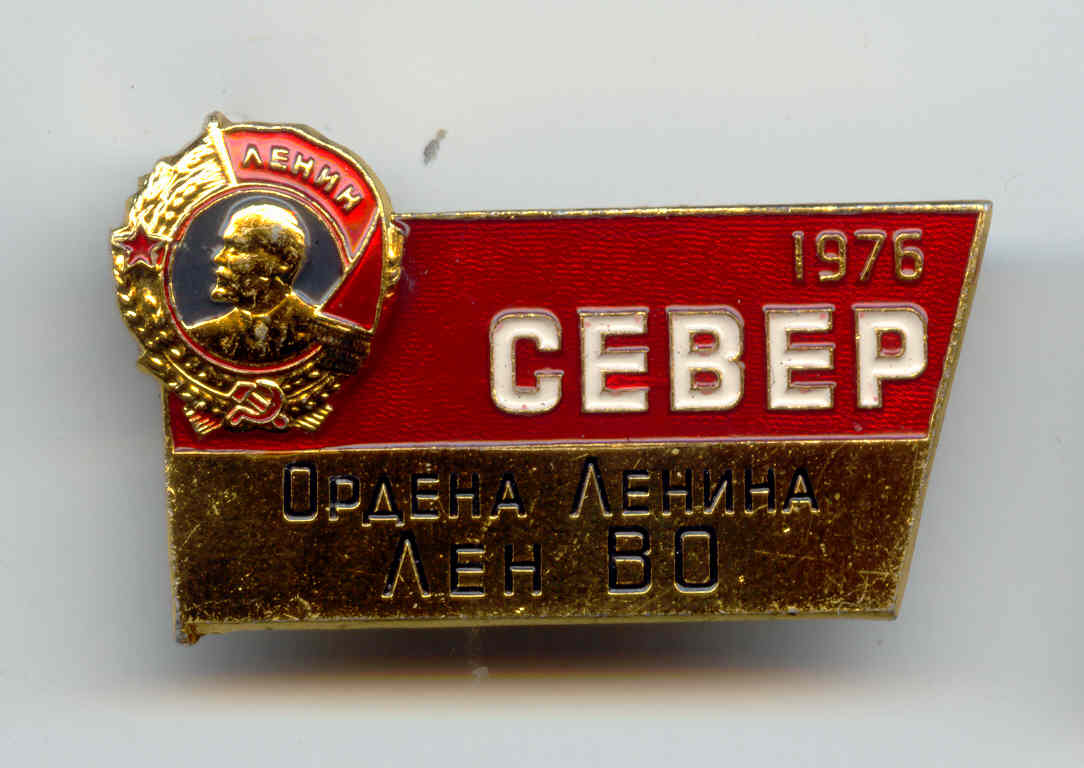 ЛЕНИН
1976
СЕВЕР
ОРДЕНА ЛЕНИНА
ЛЕН ВО